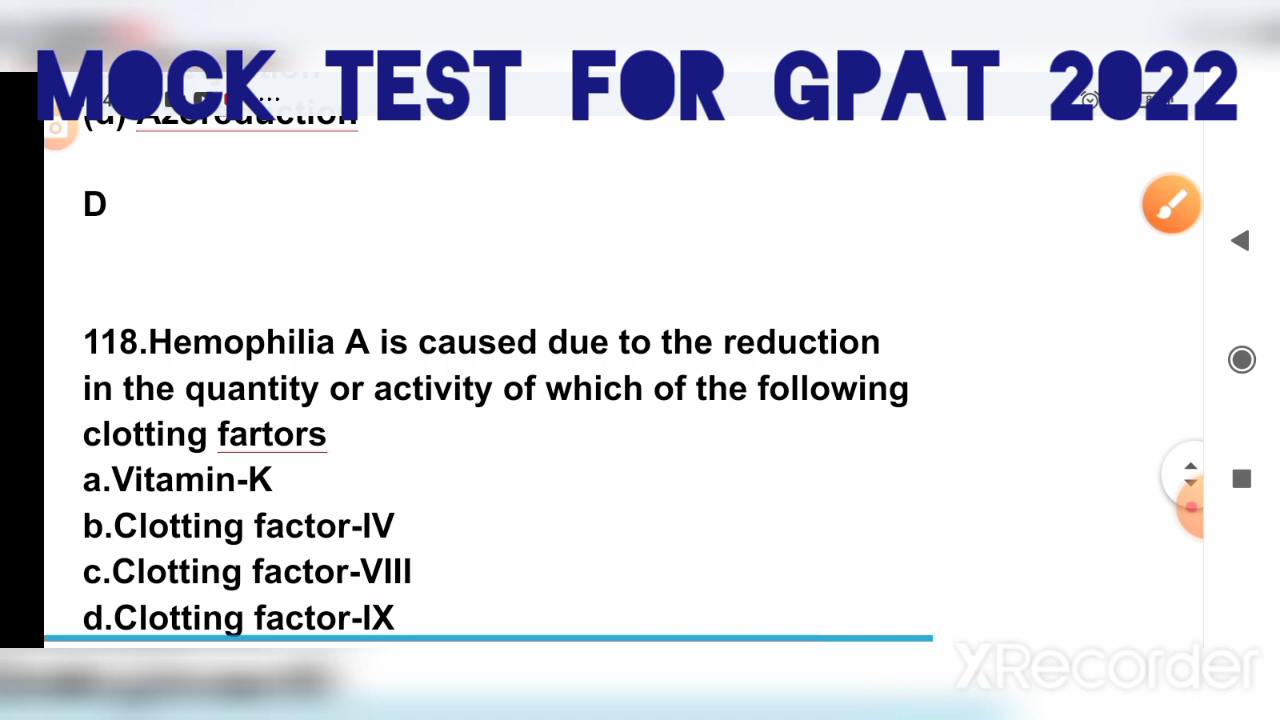 MOCK TEST FOR GPAT 2022
(d) Azoreduction
D
118.Hemophilia A is caused due to the reduction
in the quantity or activity of which of the following
clotting fartors
a.Vitamin-K
b.Clotting factor-IV
c.Clotting factor-VIII
d.Clotting factor-IX
XRecorder